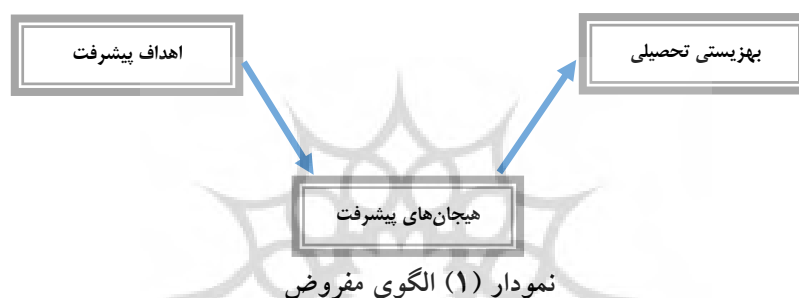 بهزیستی تحصیلی
اهداف پیشرفت
هیجان‌های پیشرفت
نمودار (۱) الگوی مفروض